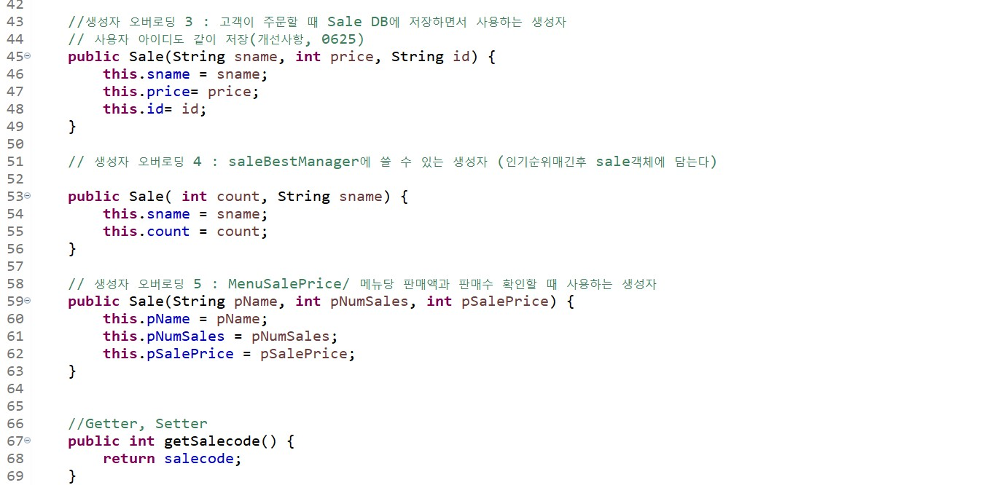 42
43 //생성자 오버로딩 3 : 고객이 주문할 때 Sale DB에 저장하면서 사용하는 생성자
44 // 사용자 아이디도 같이 저장(개선사항, 0625)
45 public Sale(String sname, int price, String id) {
46 this.sname = sname;
47 this.price= price;
48 this.id= id;
49 }
50
51 // 생성자 오버로딩 4 : saleBestManager에 쓸 수 있는 생성자 (인기순위매긴후 sale객체에 담는다)
52
53 public Sale( int count, String sname) {
54 this.sname = sname;
55 this.count = count;
56 }
57
58 // 생성자 오버로딩 5 : MenuSalePrice/ 메뉴당 판매액과 판매수 확인할 때 사용하는 생성자
59 public Sale(String pName, int pNumSales, int pSalePrice) {
60 this.pName = pName;
61 this.pNumSales = pNumSales;
62 this.pSalePrice = pSalePrice;
63 }
64
65
66 //Getter, Setter
67 public int getSalecode() {
68 return salecode;
69 }